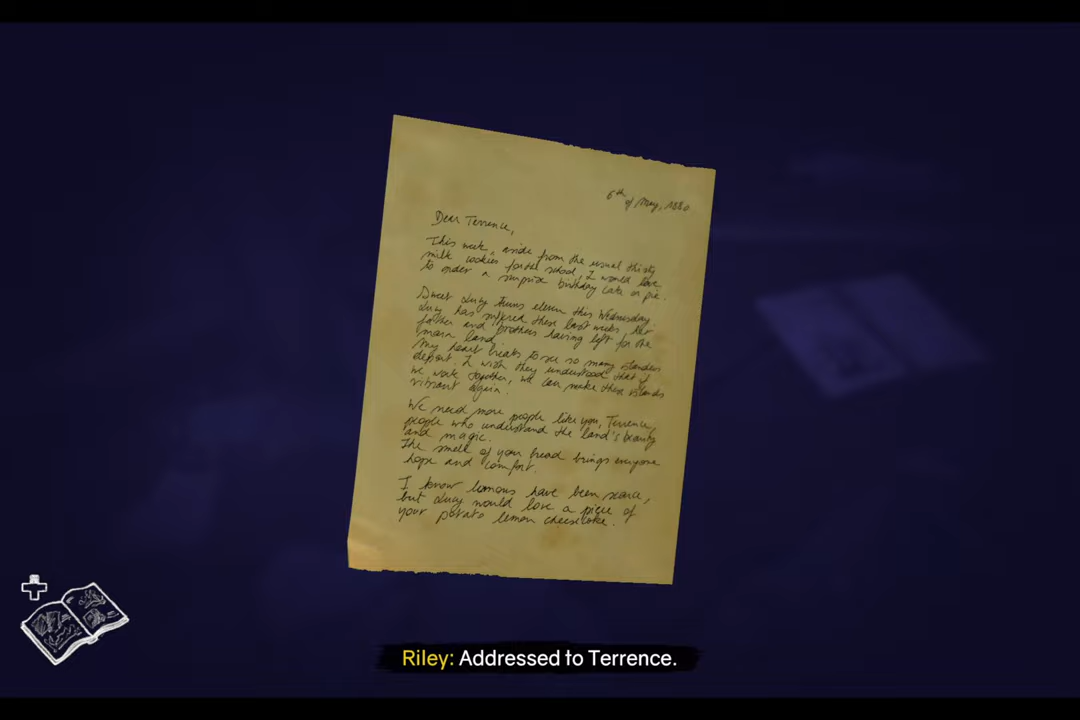 6th of May, 1880
Dear Terrence,
This week, aside from the usual thirty
milk cookies for the school, I would love
to order a surprise birthday cake or pie.
Sweet Lucy turns eleven this Wednesday
Lucy has suffered these last weeks, her
father and brothers having left for the
main land.
My heart breaks to see so many islanders
depart. I wish they understood that if
we work together, we can make these islands
vibrant again.
We need more people like you, Terrence,
people who understand the land's beauty
and magic.
The smell of your bread brings everyone
hope and comfort.
I know lemons have been scarce,
but Lucy would love a piece of
your potato lemon cheesecake.
Riley: Addressed to Terrence.